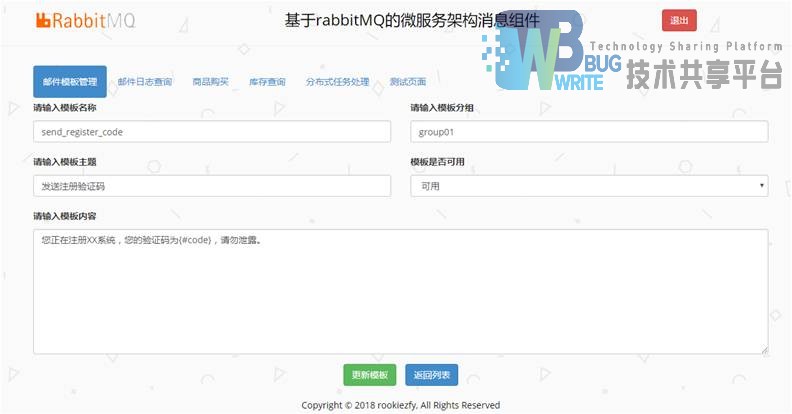 RabbitMQ
基于rabbitMQ的微服务架构消息组件
退出
WB
BUG
WRITE
Technology Sharing Platform
技术共享平台
邮件模板管理 邮件日志查询 商品购买 库存查询 分布式任务处理 测试页面
请输入模板名称 请输入模板分组
send_register_code group01
请输入模板主题 模板是否可用
发送注册验证码 可用
请输入模板内容
您正在注册XX系统，您的验证码为{#code}，请勿泄露。
更新模板 返回列表
Copyright © 2018 rookiezfy, All Rights Reserved